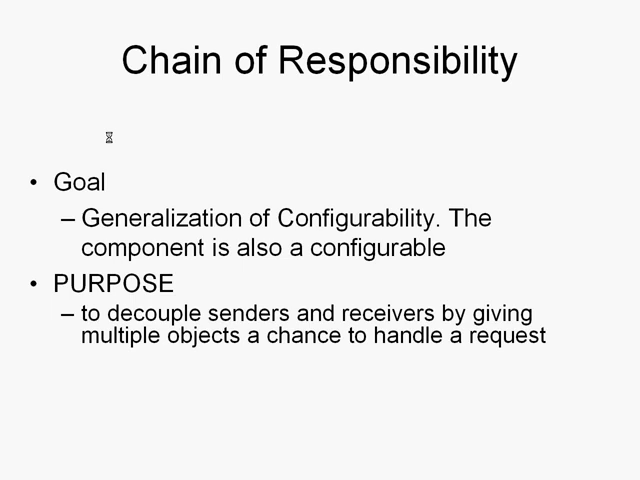 Chain of Responsibility
• Goal
– Generalization of Configurability. The
component is also a configurable
• PURPOSE
– to decouple senders and receivers by giving
multiple objects a chance to handle a request